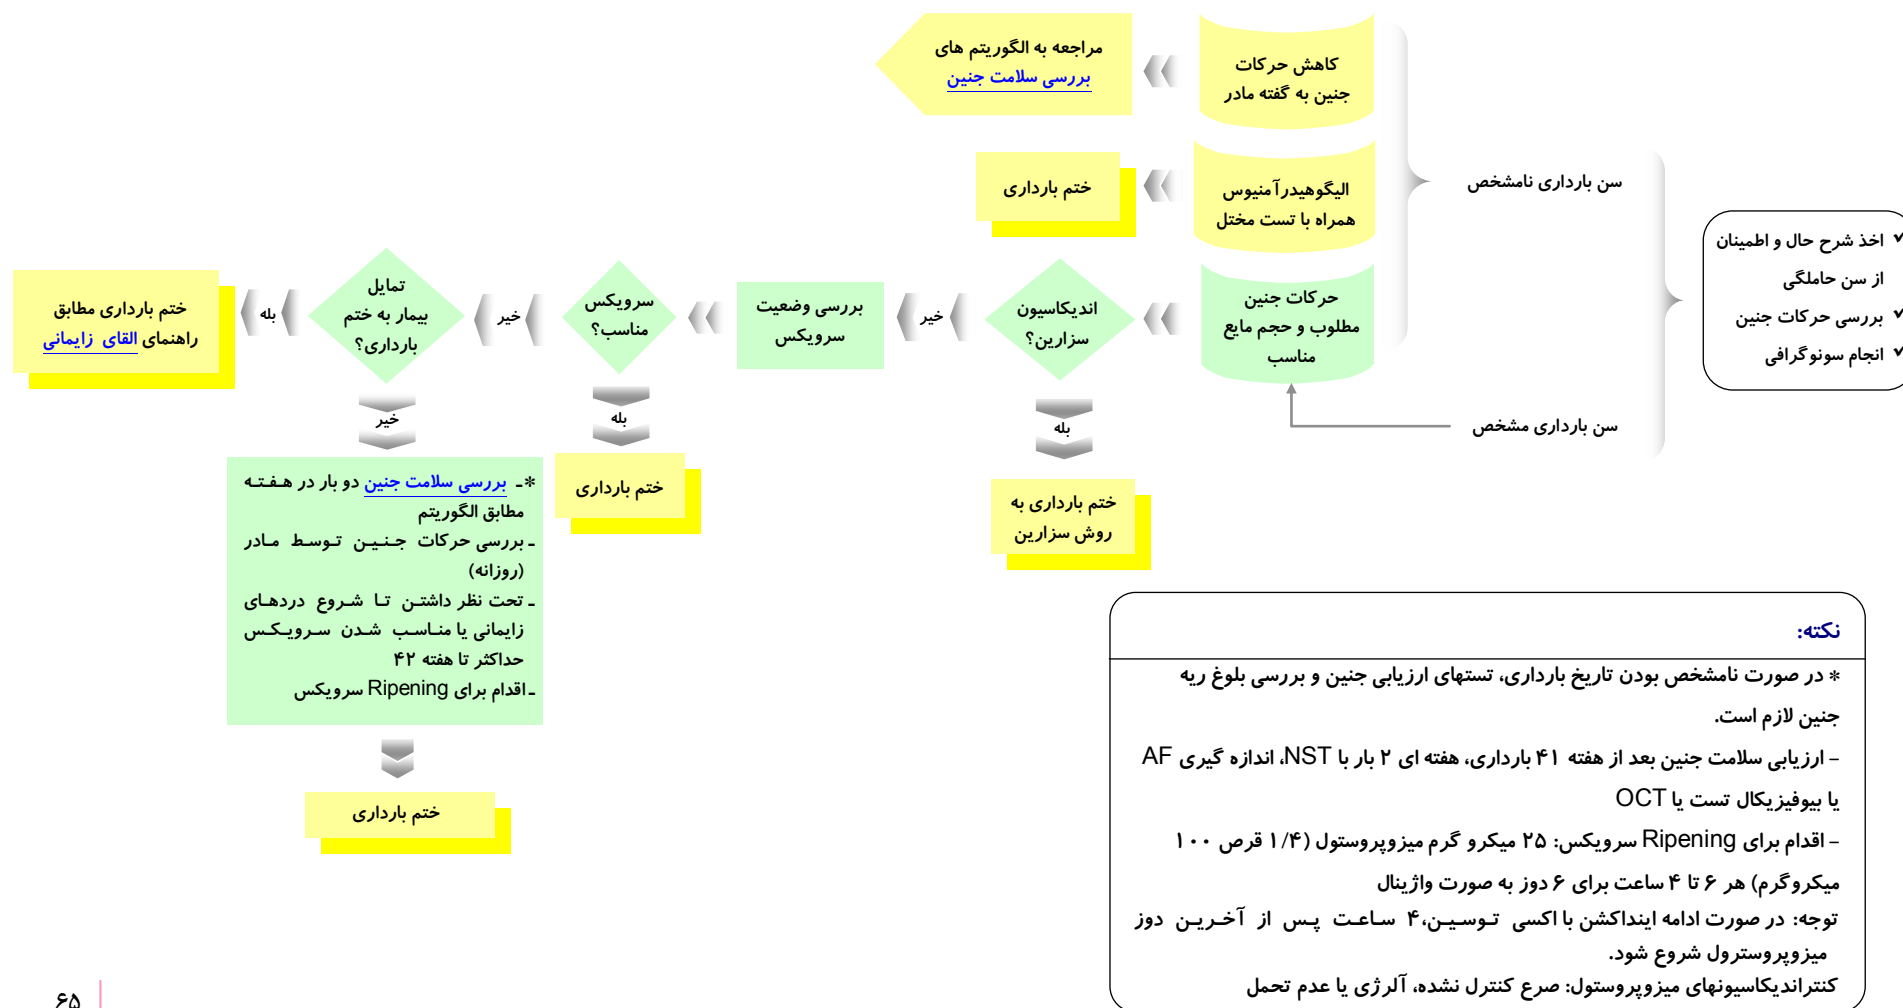 ✓ اخذ شرح حال و اطمینان
از سن حاملگی
✓ بررسی حرکات جنین
✓ انجام سونوگرافی
سن بارداری نامشخص
سن بارداری مشخص
کاهش حرکات
جنین به گفته مادر
مراجعه به الگوریتم های
بررسی سلامت جنین
الیگوهیدرآمنیوس
همراه با تست مختل
ختم بارداری
حرکات جنین
مطلوب و حجم مایع
مناسب
اندیکاسیون
سزارین؟
بله
ختم بارداری به
روش سزارین
خیر
بررسی وضعیت
سرویکس
سرویکس
مناسب؟
بله
ختم بارداری
خیر
تمایل
بیمار به ختم
بارداری؟
بله
ختم بارداری مطابق
راهنمای القای زایمانی
خیر
*ـ بررسی سلامت جنین دو بار در هفته
مطابق الگوریتم
ـ بررسی حرکات جنین توسط مادر
(روزانه)
ـ تحت نظر داشتن تا شروع دردهای
زایمانی یا مناسب شدن سرویکس
حداکثر تا هفته ۴۲
ـ اقدام برای Ripening سرویکس
ختم بارداری
نکته:
* در صورت نامشخص بودن تاریخ بارداری، تستهای ارزیابی جنین و بررسی بلوغ ریه
جنین لازم است.
– ارزیابی سلامت جنین بعد از هفته ۴۱ بارداری، هفته ای ۲ بار با NST، اندازه گیری AF
یا بیوفیزیکال تست یا OCT
– اقدام برای Ripening سرویکس: ۲۵ میکرو گرم میزوپروستول (۱/۴ قرص ۱۰۰
میکروگرم) هر ۶ تا ۴ ساعت برای ۶ دوز به صورت واژینال
توجه: در صورت ادامه اینداکشن با اکسی توسین،۴ ساعت پس از آخرین دوز
میزوپروسترول شروع شود.
کنتراندیکاسیونهای میزوپروستول: صرع کنترل نشده، آلرژی یا عدم تحمل
۶۵